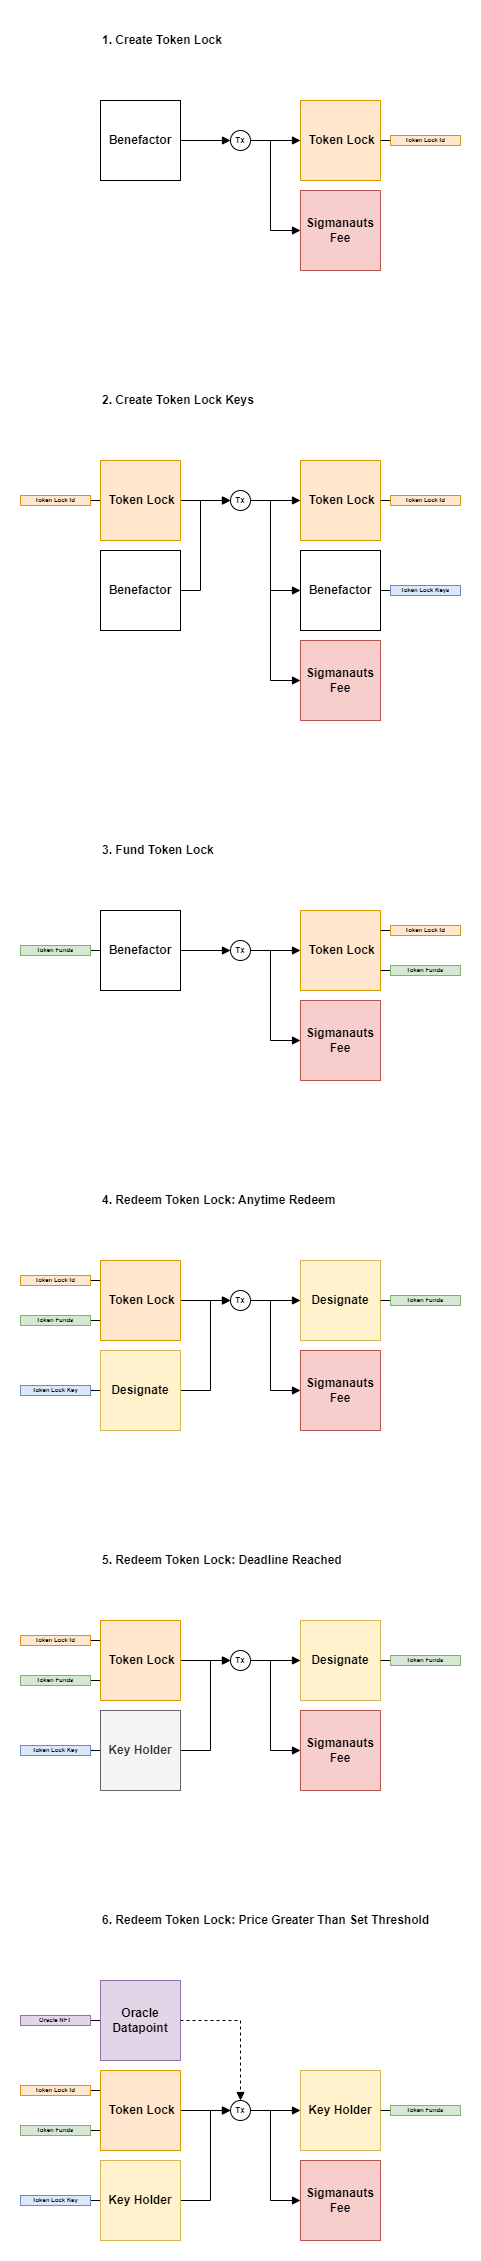 1. Create Token Lock
Benefactor
Tx
Token Lock
Token Lock Id
Sigmanauts
Fee
2. Create Token Lock Keys
Token Lock Id
Token Lock
Tx
Token Lock
Token Lock Id
Benefactor
Benefactor
Token Lock Keys
Sigmanauts
Fee
3. Fund Token Lock
Token Funds
Benefactor
Tx
Token Lock
Token Lock Id
Token Funds
Sigmanauts
Fee
4. Redeem Token Lock: Anytime Redeem
Token Lock Id
Token Funds
Token Lock
Tx
Designate
Token Funds
Token Lock Key
Designate
Sigmanauts
Fee
5. Redeem Token Lock: Deadline Reached
Token Lock Id
Token Funds
Token Lock
Tx
Designate
Token Funds
Token Lock Key
Key Holder
Sigmanauts
Fee
6. Redeem Token Lock: Price Greater Than Set Threshold
Oracle NFT
Oracle
Datapoint
Token Lock Id
Token Funds
Token Lock
Tx
Key Holder
Token Funds
Token Lock Key
Key Holder
Sigmanauts
Fee